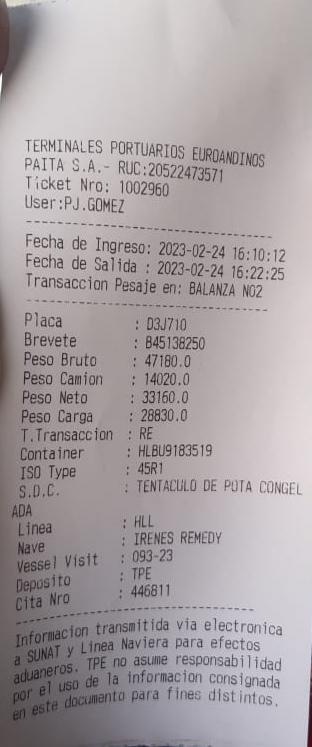 TERMINALES PORTUARIOS EUROANDINOS
PAITA S.A.- RUC:20522473571
Ticket Nro: 1002960
User:PJ.GOMEZ
--------------------------------
Fecha de Ingreso: 2023-02-24 16:10:12
Fecha de Salida : 2023-02-24 16:22:25
Transaccion Pesaje en: BALANZA NO2
--------------------------------
Placa : D3J710
Brevete : B45138250
Peso Bruto : 47180.0
Peso Camion : 14020.0
Peso Neto : 33160.0
Peso Carga : 28830.0
T.Transaccion : RE
Container : HLBU9183519
ISO Type : 45R1
S.D.C. : TENTACULO DE POTA CONGEL
ADA
Linea : HLL
Nave : IRENES REMEDY
Vessel Visit : 093-23
Deposito : TPE
Cita Nro : 446811
--------------------------------
Informacion transmitida via electronica
a SUNAT y Linea Naviera para efectos
aduaneros. TPE no asume responsabilidad
por el uso de la informacion consignada
en este documento para fines distintos.